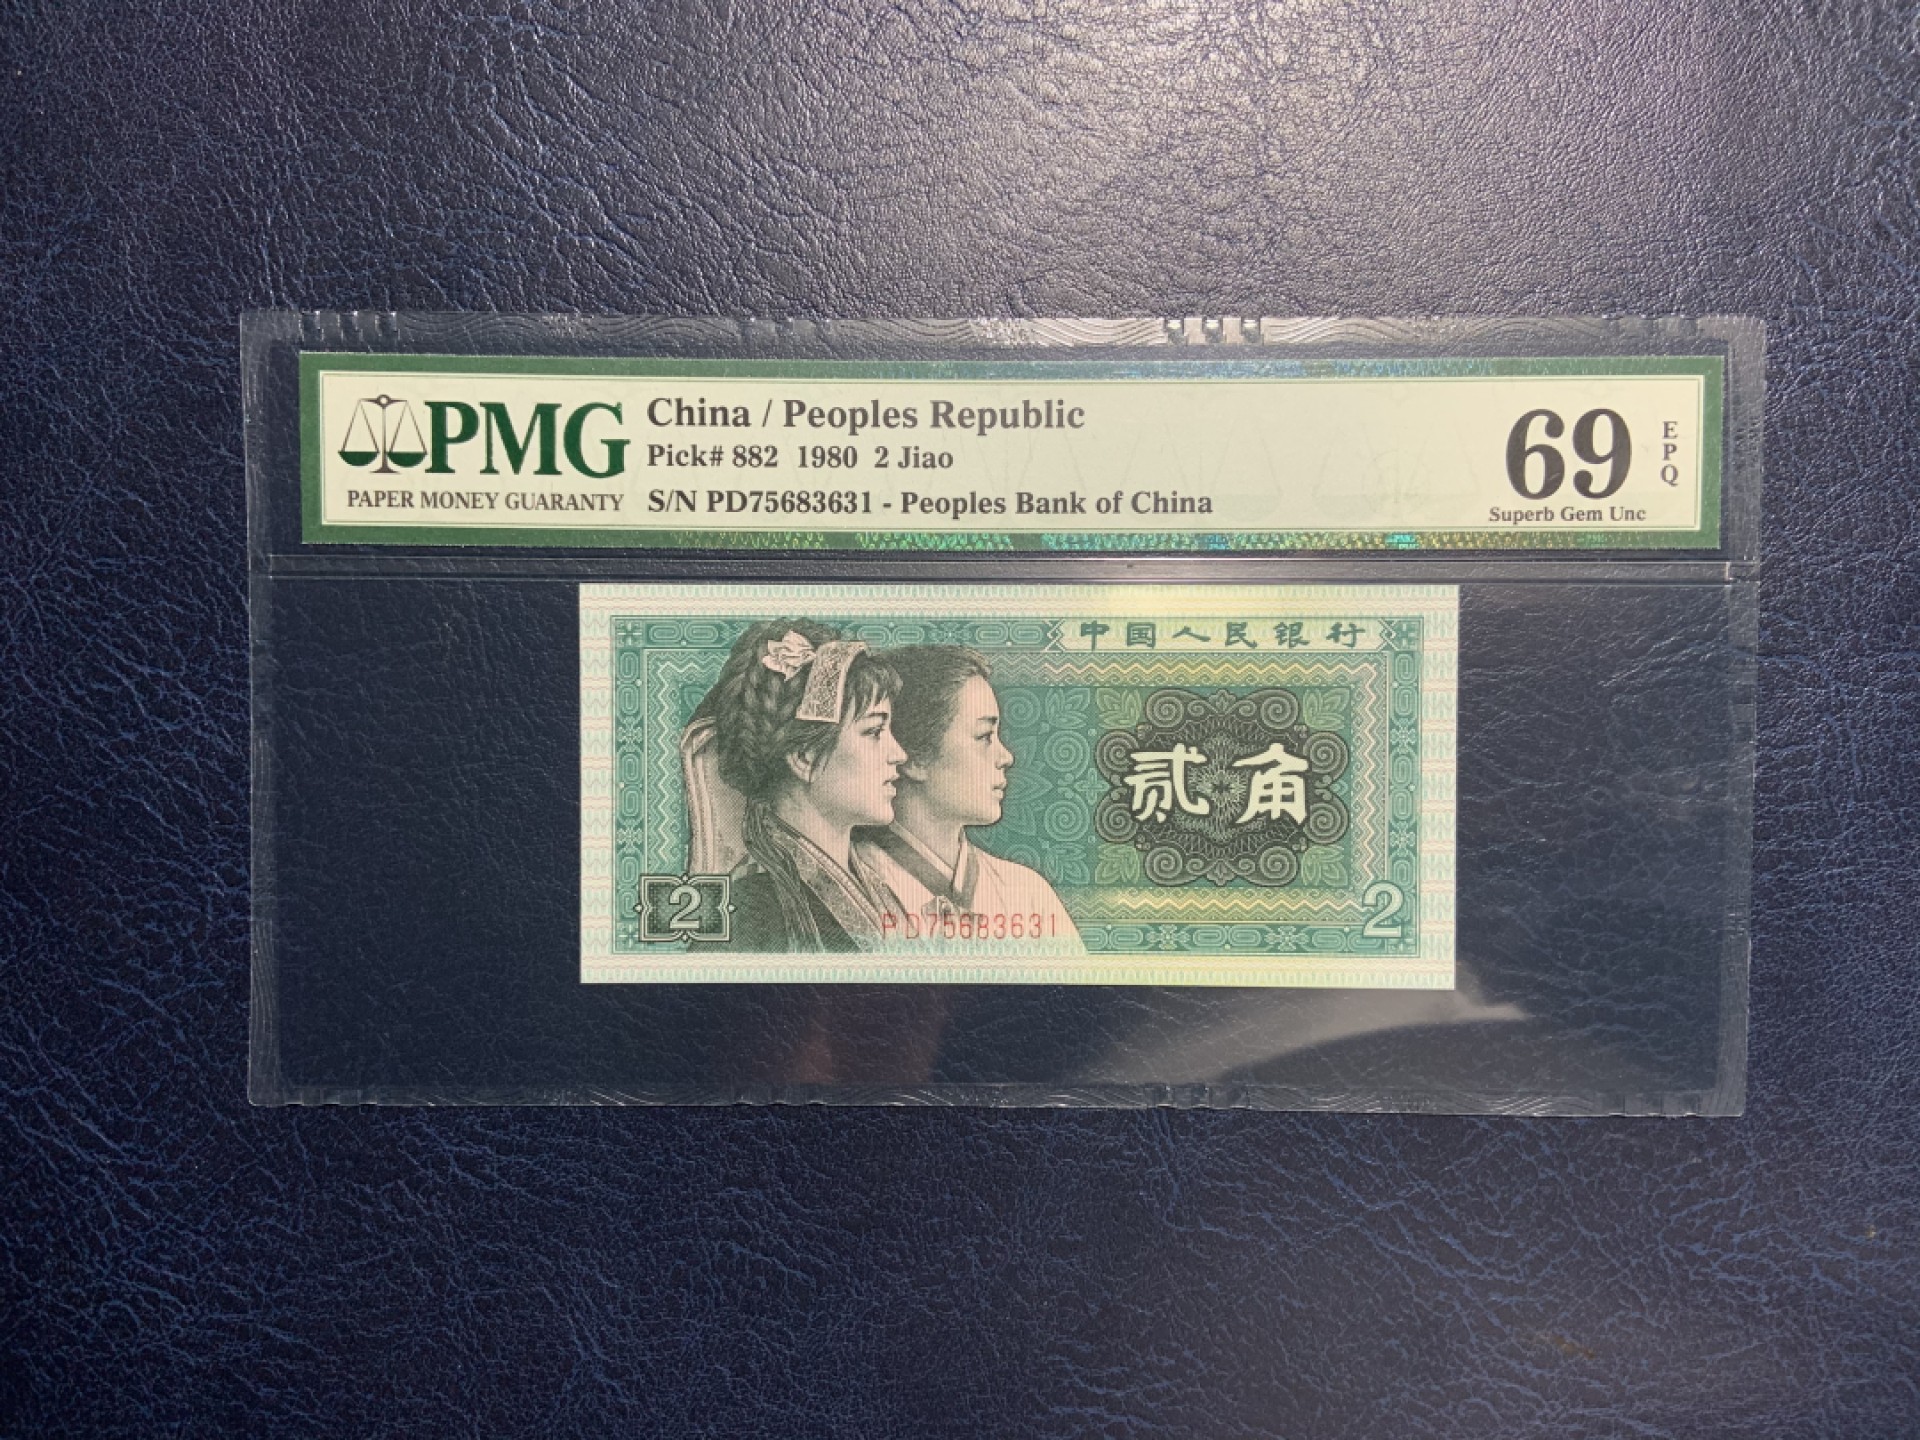 PMG
PAPER MONEY GUARANTY
China / Peoples Republic
Pick# 882 1980 2 Jiao
S/N PD75683631 - Peoples Bank of China
69
EPQ
Superb Gem Unc
中国人民银行
贰角
2
PD75683631
2